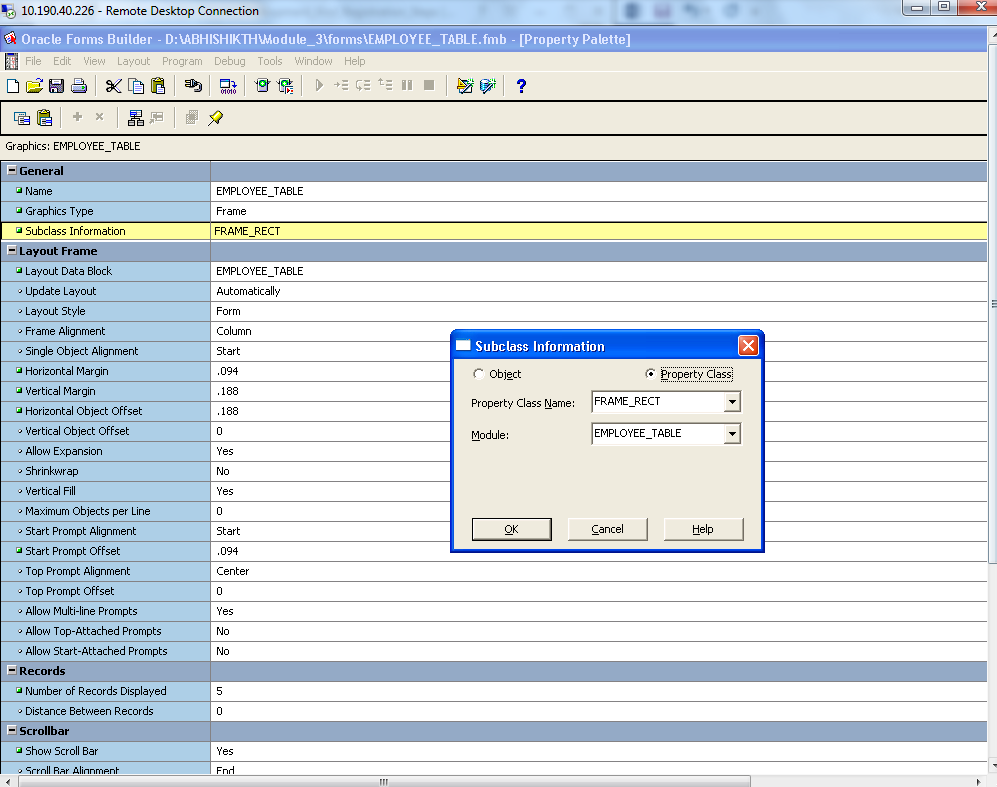 10.190.40.226 - Remote Desktop Connection
Oracle Forms Builder - D:\ABHISHIKTH\Module_3\forms\EMPLOYEE_TABLE.fmb - [Property Palette]
File Edit View Layout Program Debug Tools Window Help
Graphics: EMPLOYEE_TABLE
General
Name EMPLOYEE_TABLE
Graphics Type Frame
Subclass Information FRAME_RECT
Layout Frame
Layout Data Block EMPLOYEE_TABLE
Update Layout Automatically
Layout Style Form
Frame Alignment Column
Single Object Alignment Start
Horizontal Margin .094
Vertical Margin .188
Horizontal Object Offset .188
Vertical Object Offset 0
Allow Expansion Yes
Shrinkwrap No
Vertical Fill Yes
Maximum Objects per Line 0
Start Prompt Alignment Start
Start Prompt Offset .094
Top Prompt Alignment Center
Top Prompt Offset 0
Allow Multi-line Prompts Yes
Allow Top-Attached Prompts No
Allow Start-Attached Prompts No
Records
Number of Records Displayed 5
Distance Between Records 0
Scrollbar
Show Scroll Bar Yes
Scroll Bar Alignment End
Subclass Information
Object Property Class
Property Class Name: FRAME_RECT
Module: EMPLOYEE_TABLE
OK Cancel Help